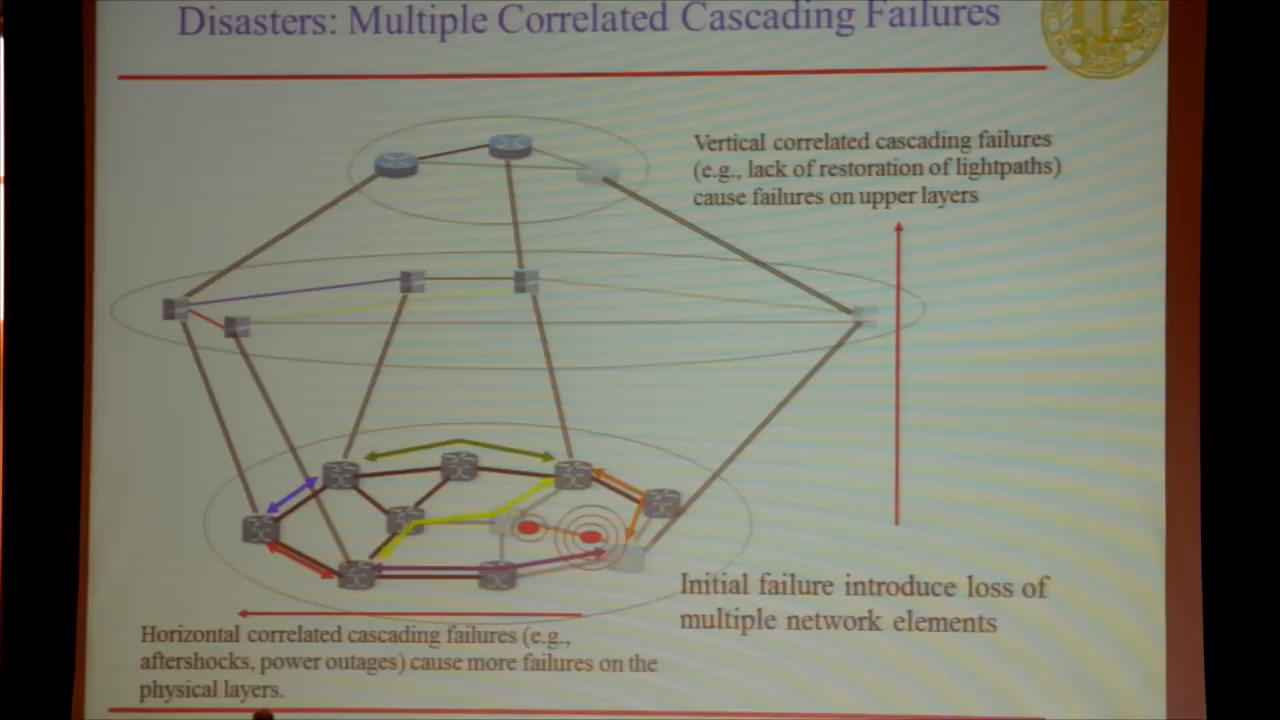 Disasters: Multiple Correlated Cascading Failures
Vertical correlated cascading failures
(e.g., lack of restoration of lightpaths)
cause failures on upper layers
Initial failure introduce loss of
multiple network elements
Horizontal correlated cascading failures (e.g.,
aftershocks, power outages) cause more failures on the
physical layers.